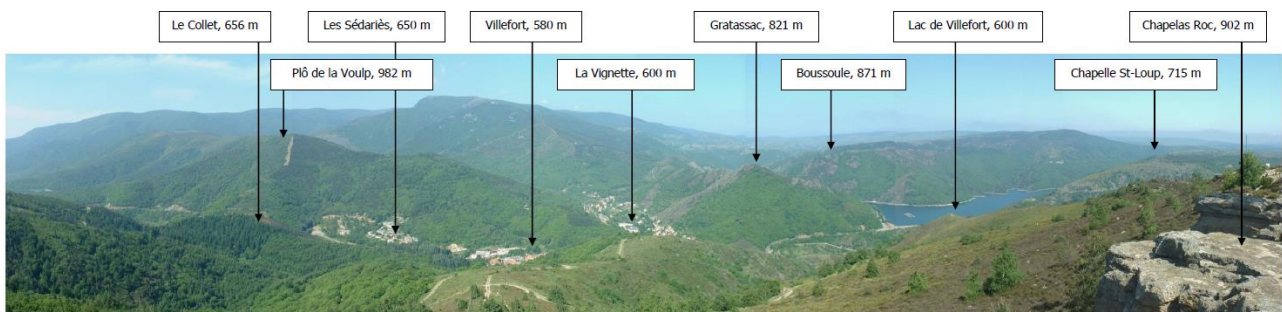 Le Collet, 656 m
Les Sédariès, 650 m
Villefort, 580 m
Gratassac, 821 m
Lac de Villefort, 600 m
Chapelas Roc, 902 m
Plô de la Voulp, 982 m
La Vignette, 600 m
Boussoule, 871 m
Chapelle St-Loup, 715 m